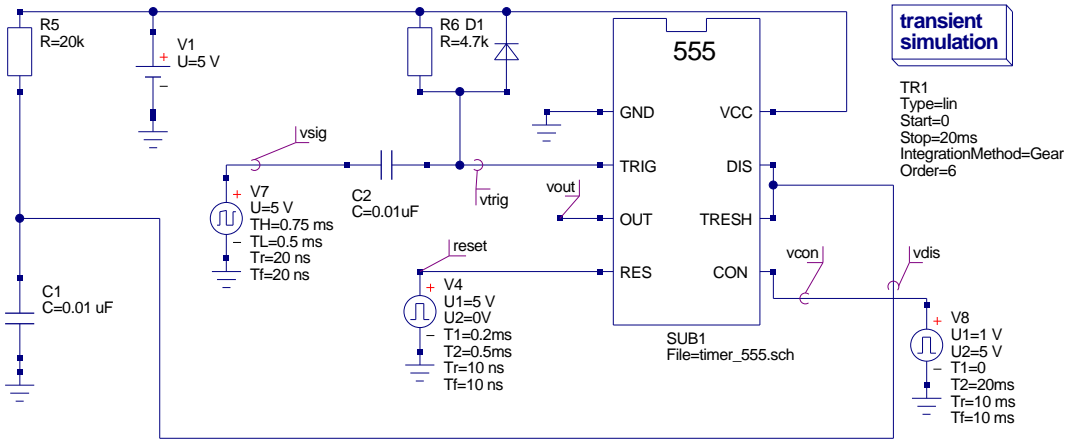 R5
R=20k
V1
U=5 V
R6 D1
R=4.7k
555
transient
simulation
TR1
Type=lin
Start=0
Stop=20ms
IntegrationMethod=Gear
Order=6
GND
VCC
TRIG
DIS
OUT
TRESH
RES
CON
vsig
vtrig
vout
reset
vcon
vdis
C2
C=0.01uF
V7
U=5 V
TH=0.75 ms
TL=0.5 ms
Tr=20 ns
Tf=20 ns
C1
C=0.01 uF
V4
U1=5 V
U2=0V
T1=0.2ms
T2=0.5ms
Tr=10 ns
Tf=10 ns
SUB1
File=timer_555.sch
V8
U1=1 V
U2=5 V
T1=0
T2=20ms
Tr=10 ms
Tf=10 ms